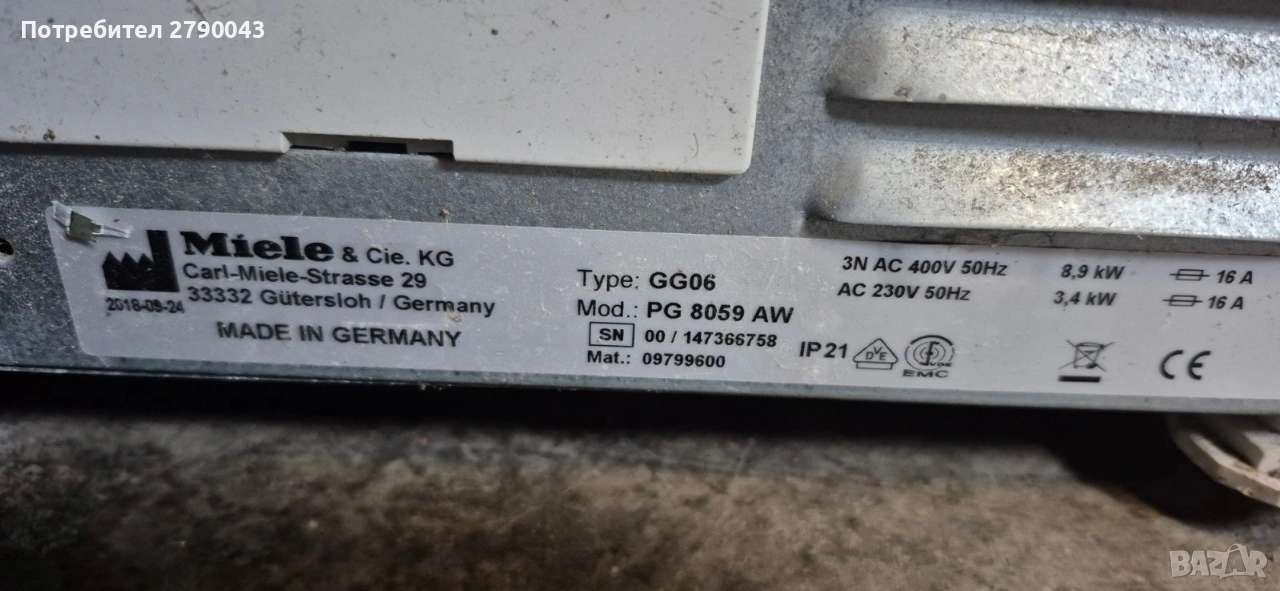 Потребител 2790043
Miele & Cie. KG
Carl-Miele-Strasse 29
2018-09-24 33332 Gütersloh / Germany
MADE IN GERMANY
Type: GG06
Mod.: PG 8059 AW
SN 00 / 147366758
Mat.: 09799600
IP21 DVE EMC CE
3N AC 400V 50Hz 8,9 kW 16 A
AC 230V 50Hz 3,4 kW 16 A
BAZAR